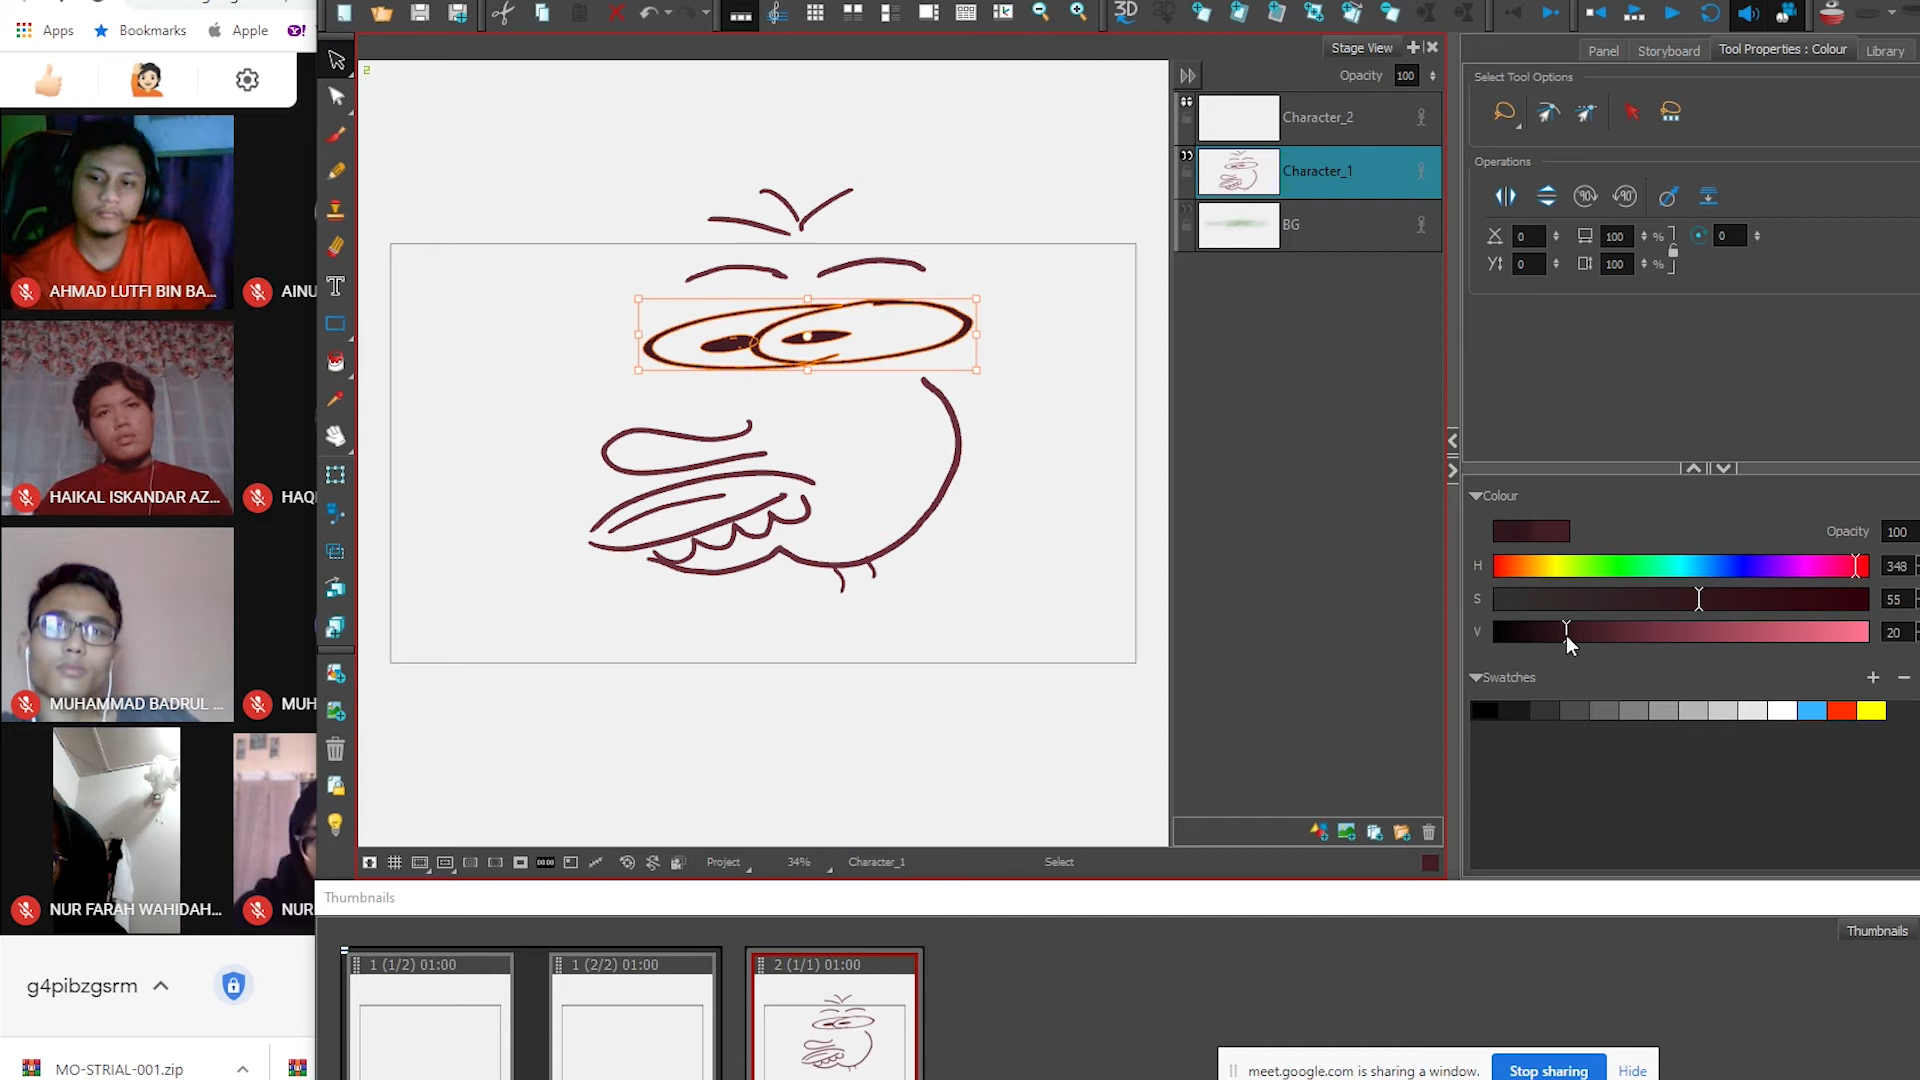 Apps Bookmarks Apple
AHMAD LUTFI BIN BA...
AINU
HAIKAL ISKANDAR AZ...
HAQI
MUHAMMAD BADRUL ...
MUH
NUR FARAH WAHIDAH...
NUR
g4pibzgsrm
MO-STRIAL-001.zip
3D
2
Stage View
Opacity 100
Character_2
Character_1
BG
Project 34% Character_1 Select
Panel Storyboard Tool Properties : Colour Library
Select Tool Options
Operations
X 0 100 % 0
Y 0 100 %
Colour
Opacity 100
H 348
S 55
V 20
Swatches
Thumbnails
Thumbnails
1 (1/2) 01:00
1 (2/2) 01:00
2 (1/1) 01:00
meet.google.com is sharing a window.
Stop sharing
Hide